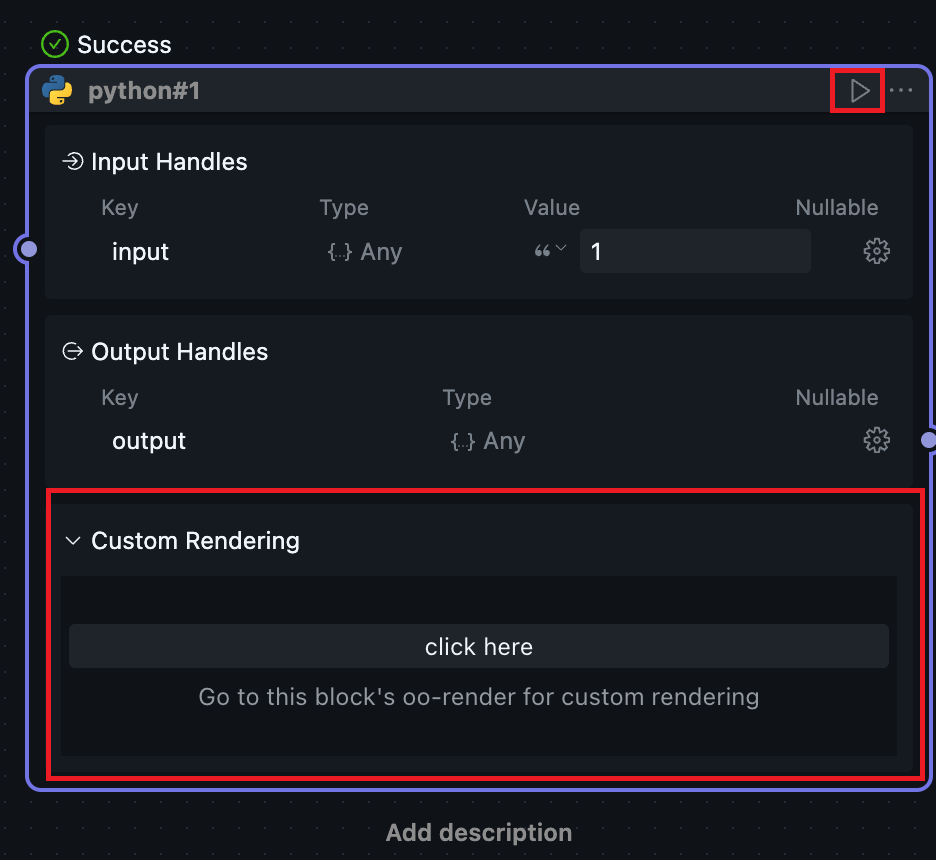 Success
python#1
Input Handles
Key Type Value Nullable
input {..} Any 1
Output Handles
Key Type Nullable
output {..} Any
Custom Rendering
click here
Go to this block's oo-render for custom rendering
Add description